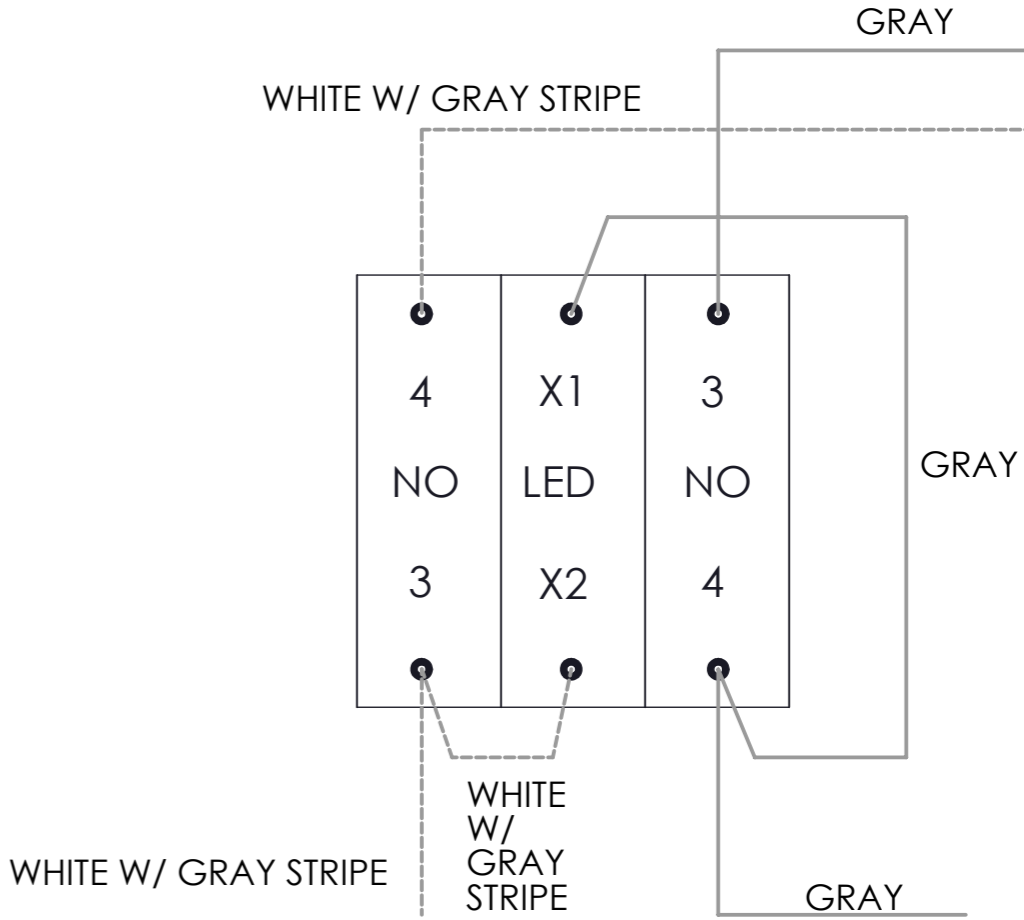 GRAY
WHITE W/ GRAY STRIPE
4 X1 3
GRAY
NO LED NO
3 X2 4
WHITE
W/
GRAY
STRIPE
WHITE W/ GRAY STRIPE
GRAY